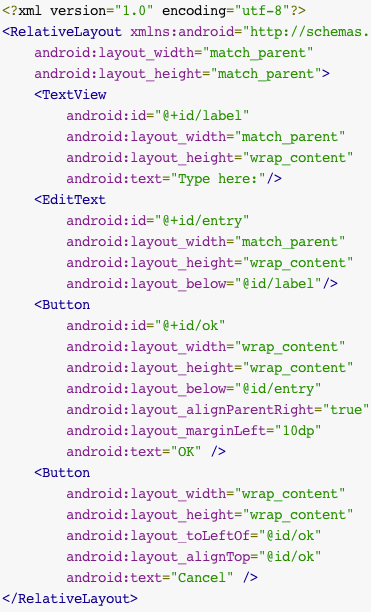 <?xml version="1.0" encoding="utf-8"?>
<RelativeLayout xmlns:android="http://schemas.
    android:layout_width="match_parent"
    android:layout_height="match_parent">
    <TextView
        android:id="@+id/label"
        android:layout_width="match_parent"
        android:layout_height="wrap_content"
        android:text="Type here:"/>
    <EditText
        android:id="@+id/entry"
        android:layout_width="match_parent"
        android:layout_height="wrap_content"
        android:layout_below="@id/label"/>
    <Button
        android:id="@+id/ok"
        android:layout_width="wrap_content"
        android:layout_height="wrap_content"
        android:layout_below="@id/entry"
        android:layout_alignParentRight="true"
        android:layout_marginLeft="10dp"
        android:text="OK" />
    <Button
        android:layout_width="wrap_content"
        android:layout_height="wrap_content"
        android:layout_toLeftOf="@id/ok"
        android:layout_alignTop="@id/ok"
        android:text="Cancel" />
</RelativeLayout>